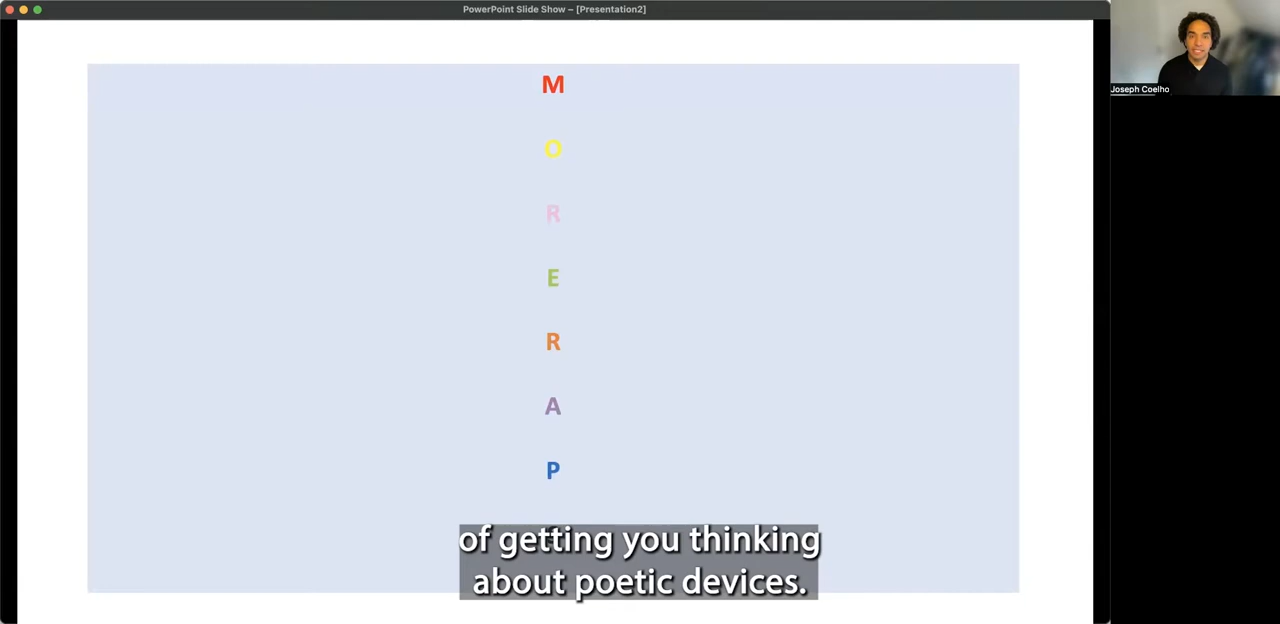 PowerPoint Slide Show – [Presentation2]
Joseph Coelho
M
O
R
E
R
A
P
of getting you thinking
about poetic devices.